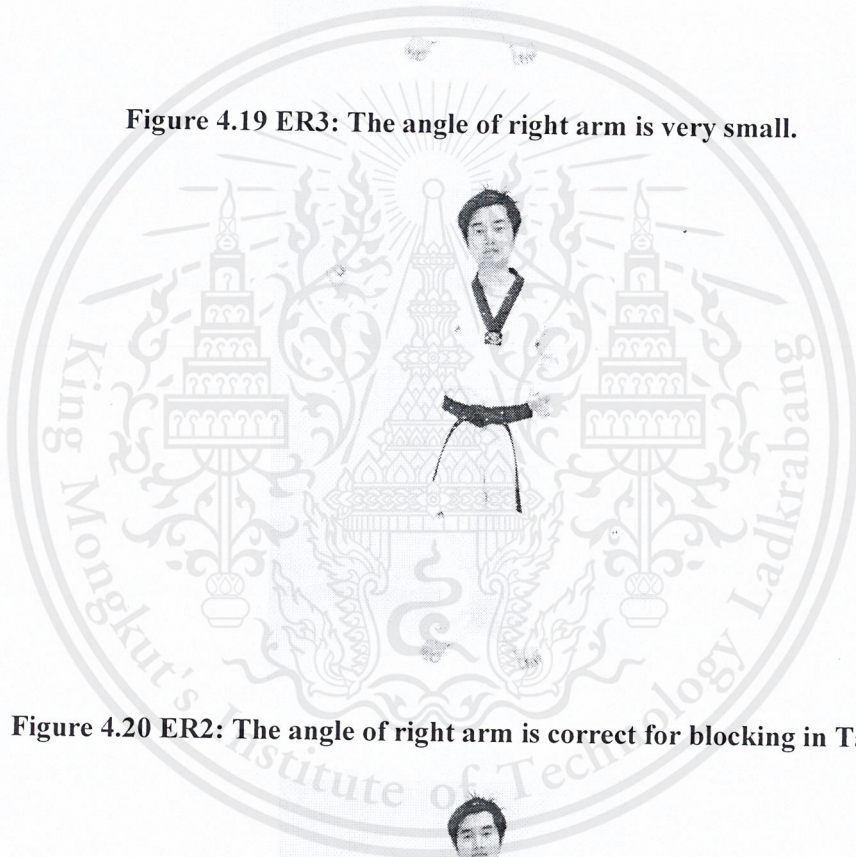 Figure 4.19 ER3: The angle of right arm is very small.
King Mongkut's Institute of Technology Ladkrabang
Figure 4.20 ER2: The angle of right arm is correct for blocking in